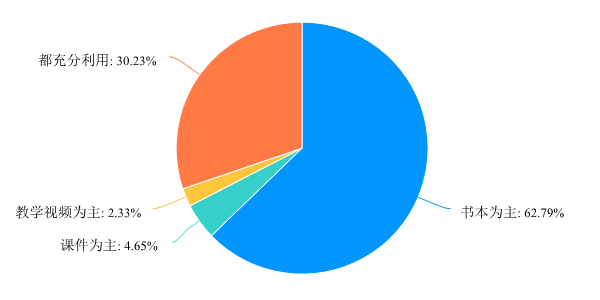 都充分利用: 30.23%
教学视频为主: 2.33%
课件为主: 4.65%
书本为主: 62.79%